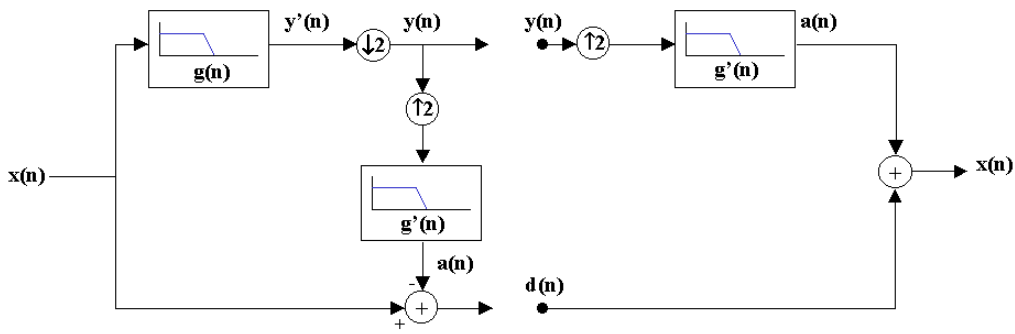 y’(n)
y(n)
y(n)
a(n)
↓2
↑2
g(n)
g’(n)
↑2
x(n)
x(n)
+
g’(n)
a(n)
d(n)
-
+
+